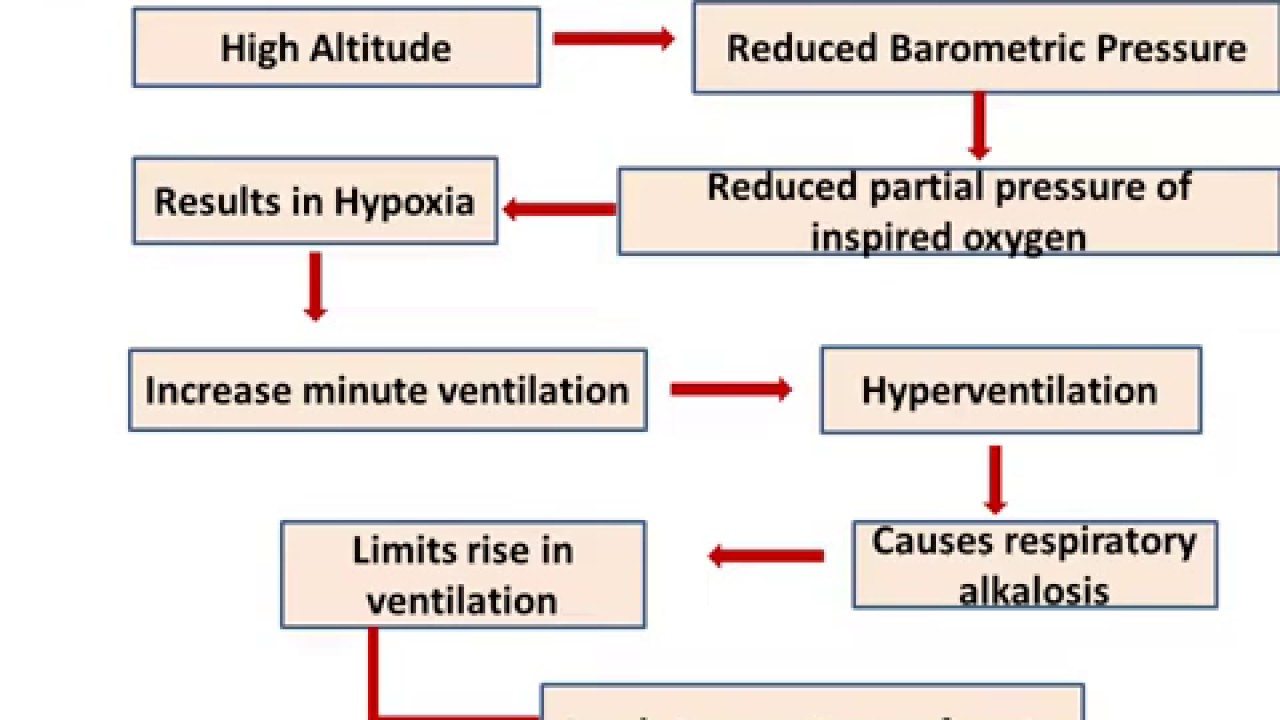 High Altitude
Reduced Barometric Pressure
Reduced partial pressure of
inspired oxygen
Results in Hypoxia
Increase minute ventilation
Hyperventilation
Causes respiratory
alkalosis
Limits rise in
ventilation